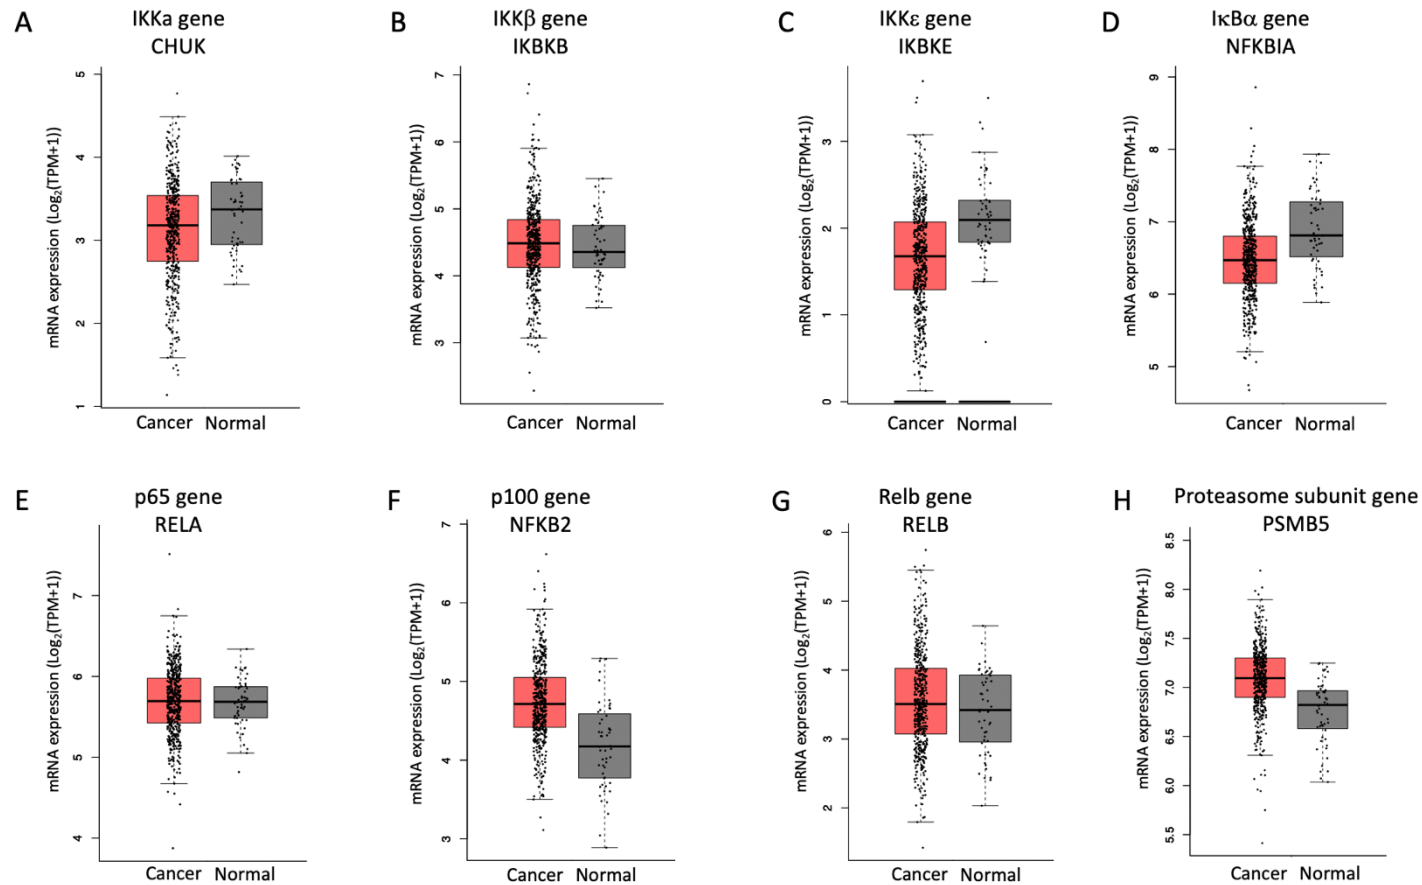 A
IKKa gene
CHUK
mRNA expression (Log2(TPM+1))
5
4
3
2
1
Cancer Normal
B
IKKβ gene
IKBKB
mRNA expression (Log2(TPM+1))
7
6
5
4
3
Cancer Normal
C
IKKε gene
IKBKE
mRNA expression (Log2(TPM+1))
3
2
1
0
Cancer Normal
D
IκBα gene
NFKBIA
mRNA expression (Log2(TPM+1))
9
8
7
6
5
Cancer Normal
E
p65 gene
RELA
mRNA expression (Log2(TPM+1))
7
6
5
4
Cancer Normal
F
p100 gene
NFKB2
mRNA expression (Log2(TPM+1))
7
6
5
4
3
Cancer Normal
G
Relb gene
RELB
mRNA expression (Log2(TPM+1))
6
5
4
3
2
Cancer Normal
H
Proteasome subunit gene
PSMB5
mRNA expression (Log2(TPM+1))
8.5
8.0
7.5
7.0
6.5
6.0
5.5
Cancer Normal